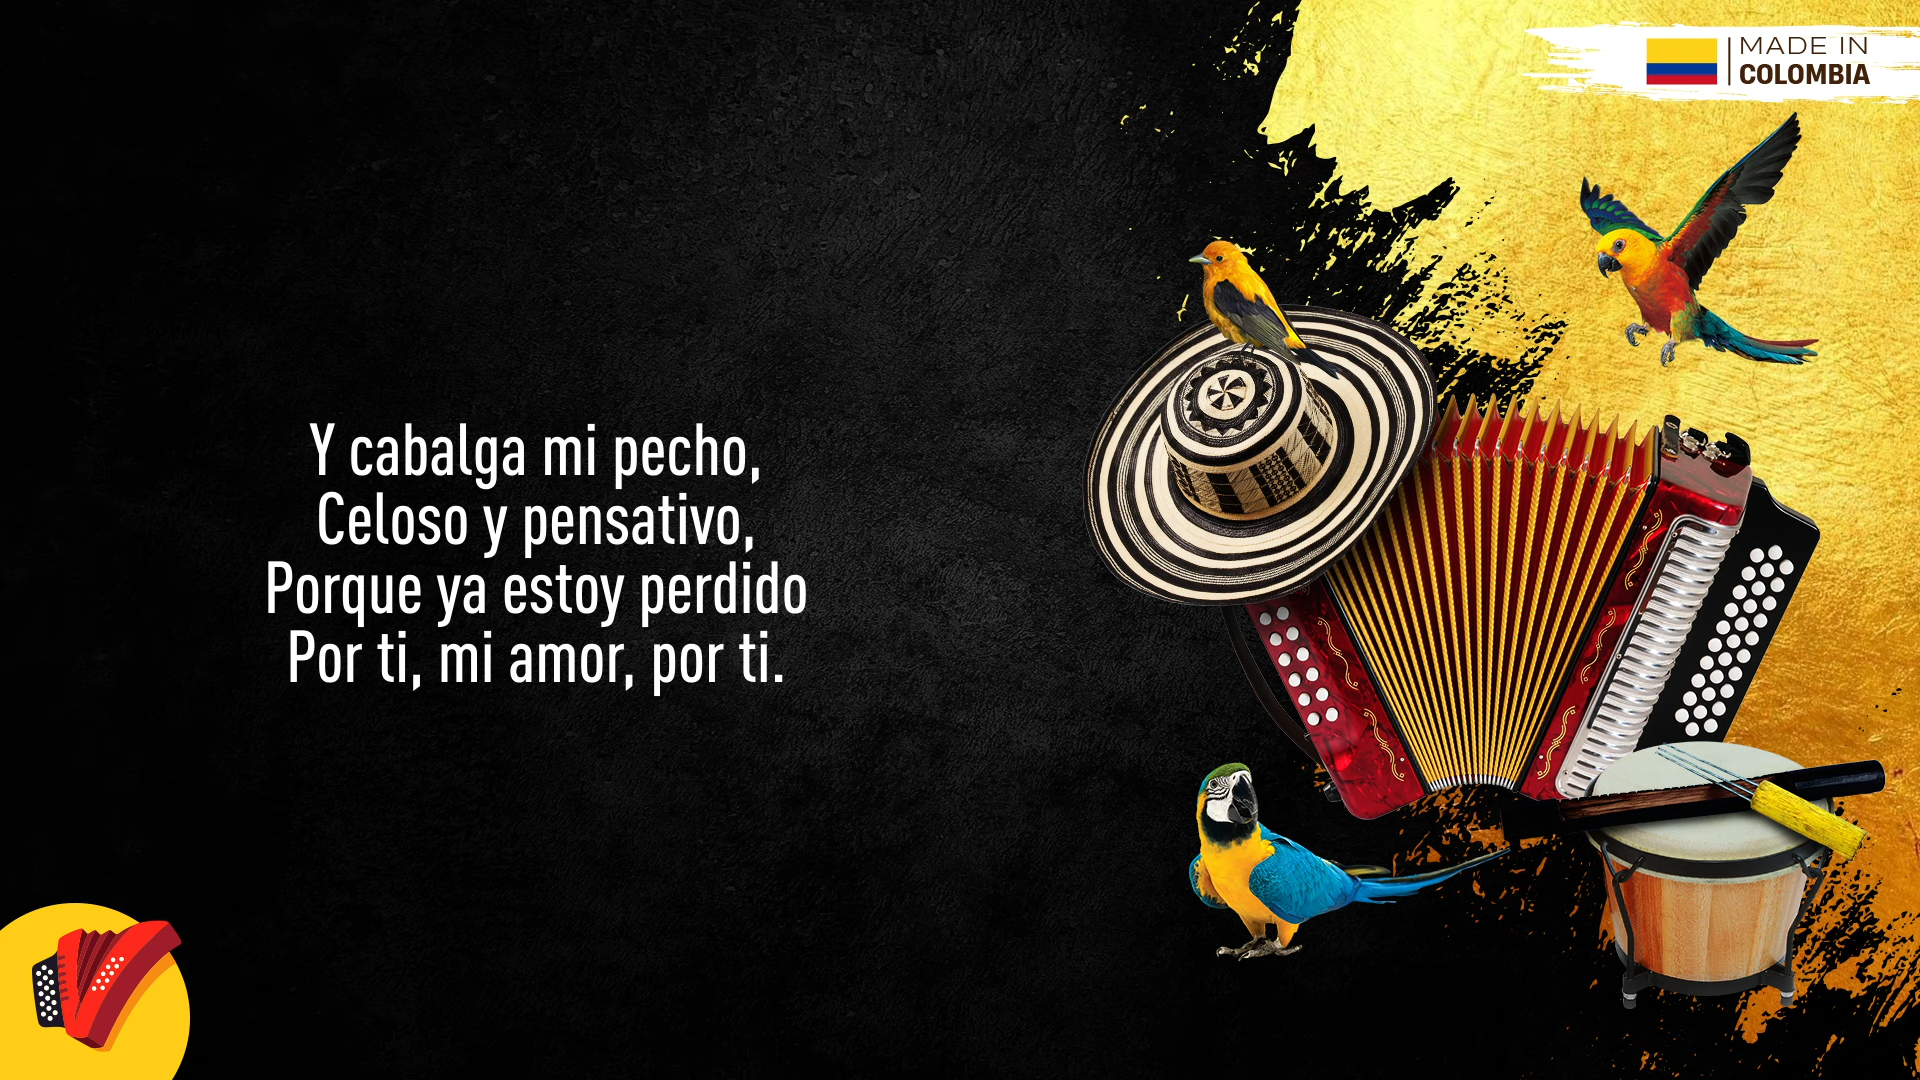 MADE IN
COLOMBIA
Y cabalga mi pecho,
Celoso y pensativo,
Porque ya estoy perdido
Por ti, mi amor, por ti.